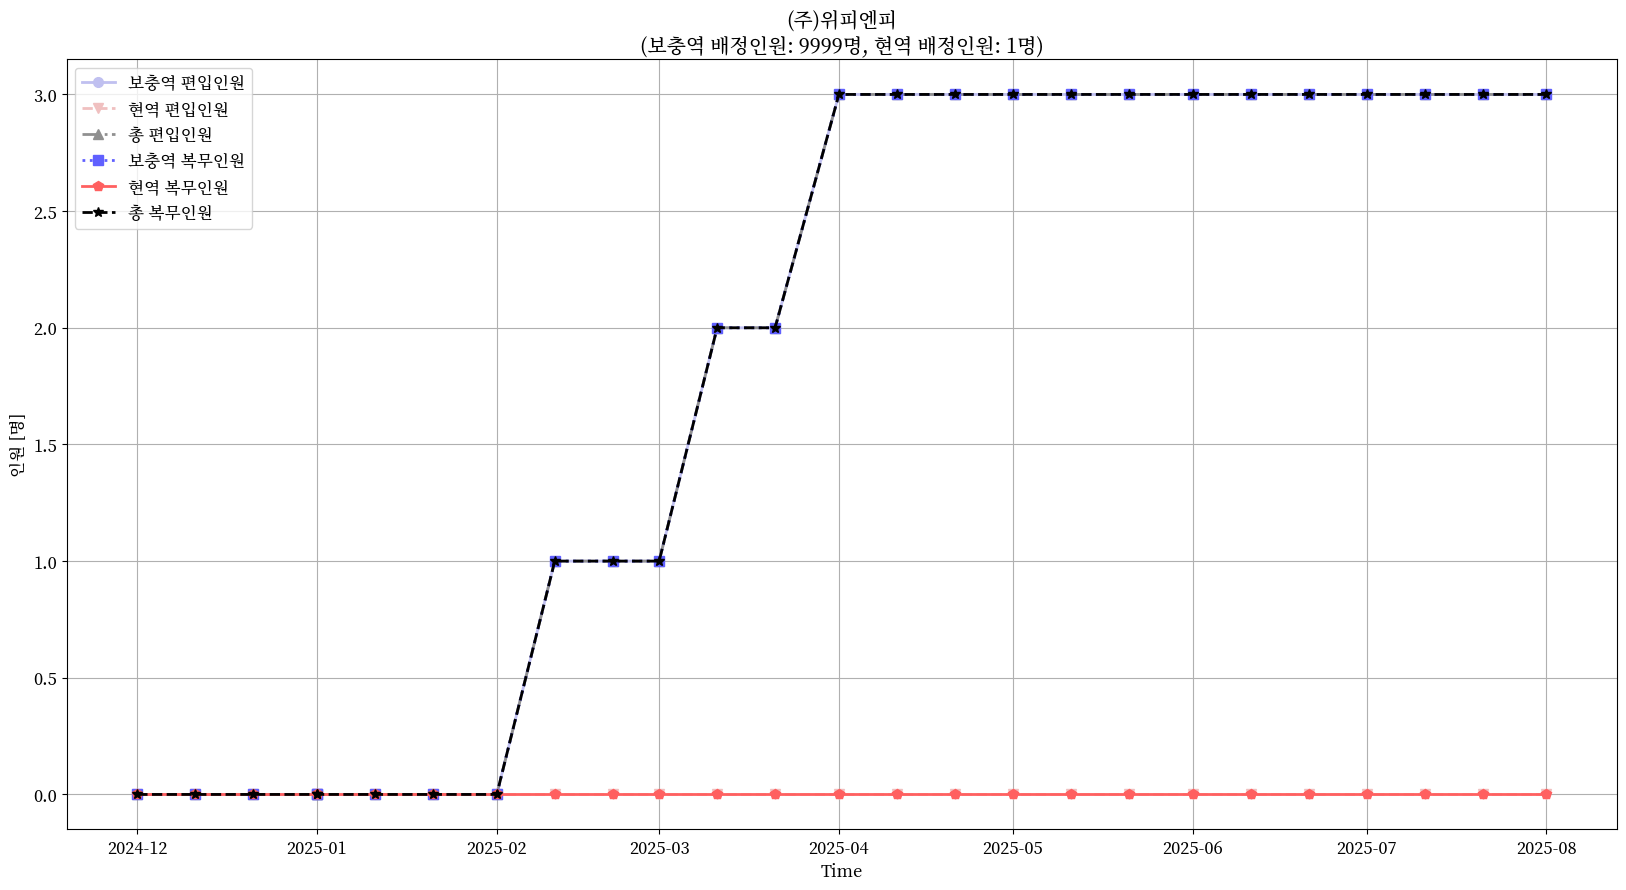 (주)위피엔피
(보충역 배정인원: 9999명, 현역 배정인원: 1명)
보충역 편입인원
현역 편입인원
총 편입인원
보충역 복무인원
현역 복무인원
총 복무인원
3.0
2.5
2.0
1.5
1.0
0.5
0.0
인원 [명]
2024-12 2025-01 2025-02 2025-03 2025-04 2025-05 2025-06 2025-07 2025-08
Time